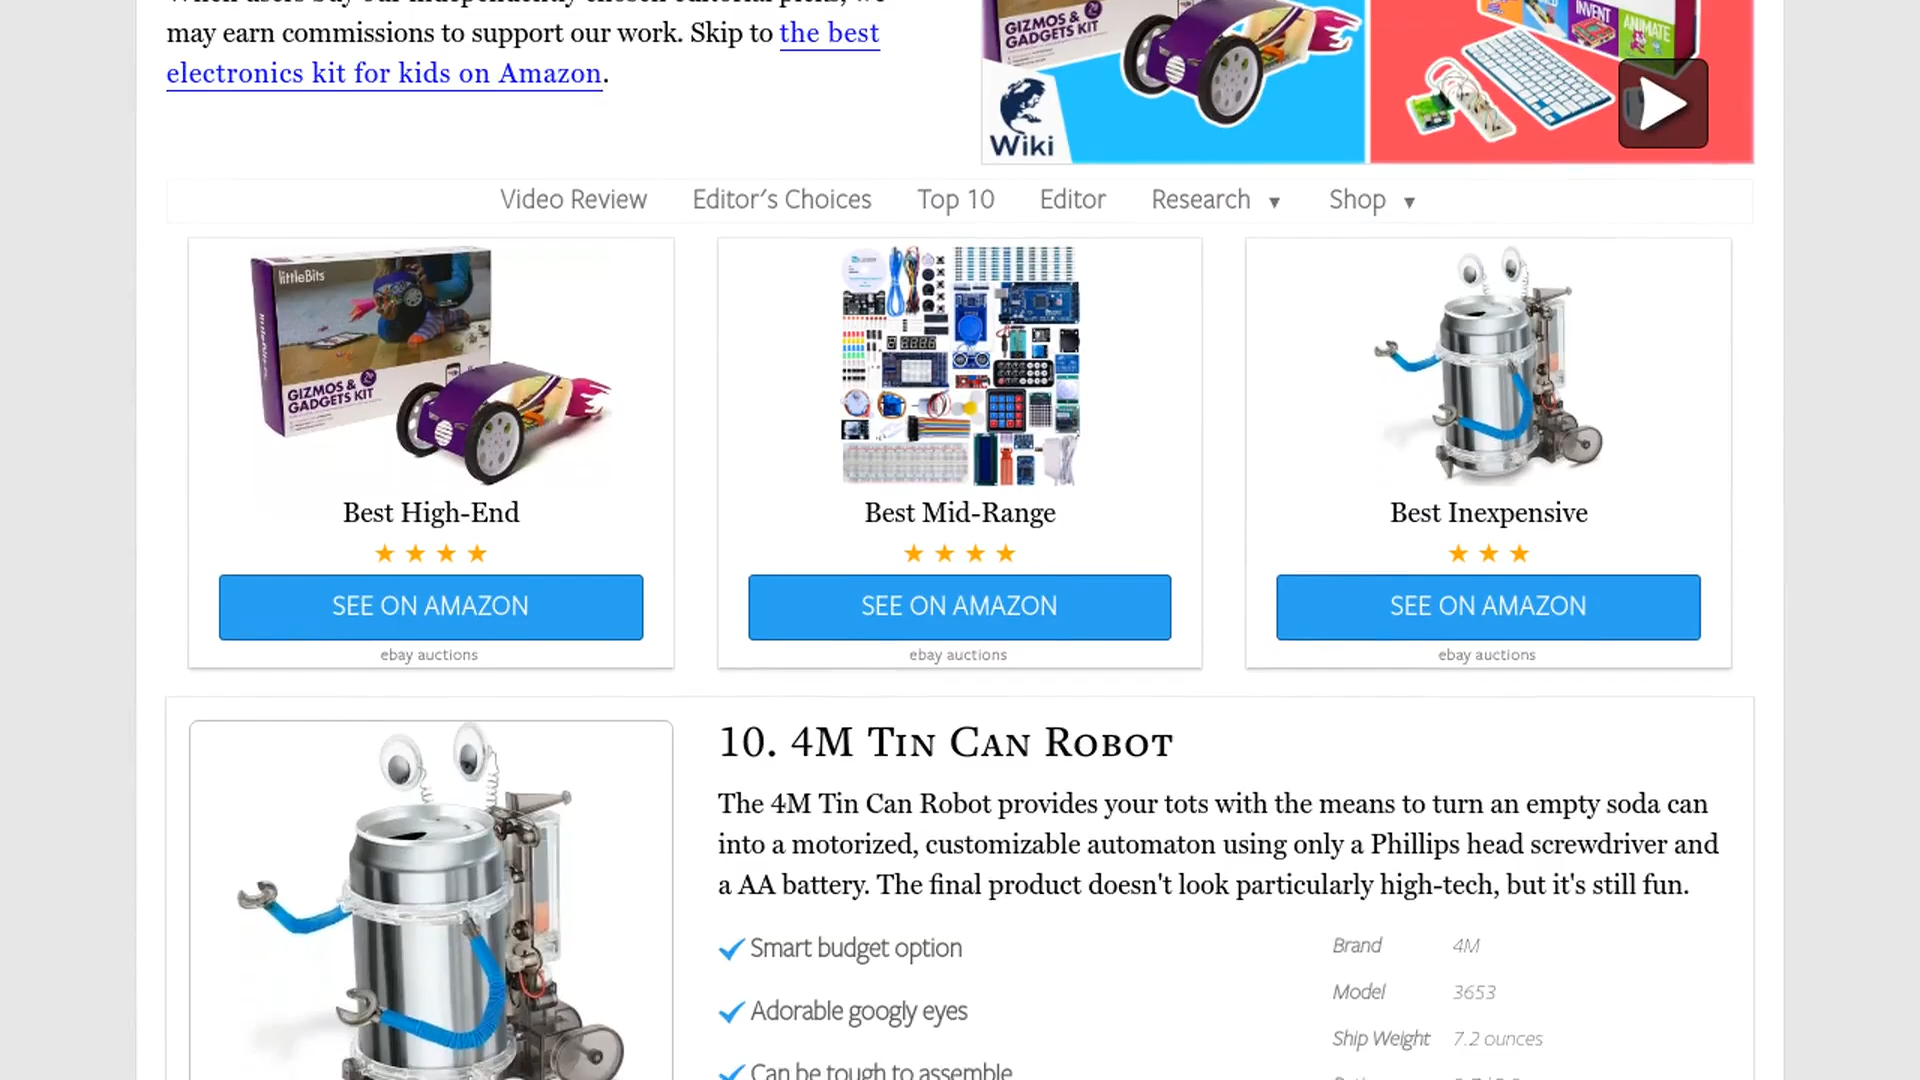 may earn commissions to support our work. Skip to the best
electronics kit for kids on Amazon.
GIZMOS &
GADGETS KIT
INVENT
ANIMATE
Wiki
Video Review Editor's Choices Top 10 Editor Research ▼ Shop ▼
littleBits
GIZMOS &
GADGETS KIT
Best High-End
Best Mid-Range
Best Inexpensive
SEE ON AMAZON
SEE ON AMAZON
SEE ON AMAZON
ebay auctions
ebay auctions
ebay auctions
10. 4M Tin Can Robot
The 4M Tin Can Robot provides your tots with the means to turn an empty soda can
into a motorized, customizable automaton using only a Phillips head screwdriver and
a AA battery. The final product doesn't look particularly high-tech, but it's still fun.
Smart budget option
Brand 4M
Model 3653
Adorable googly eyes
Ship Weight 7.2 ounces
Can be tough to assemble